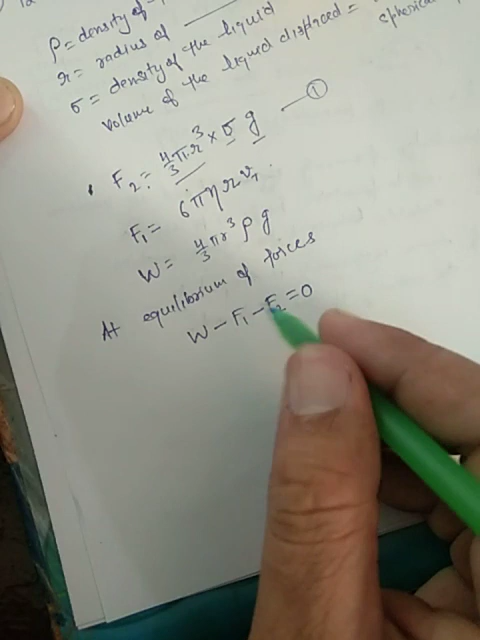 ρ = density of
r = radius of
σ = density of the liquid
volume of the liquid displaced = spherical
F₂ = 4/3 πr³ × σ g —①
F₁ = 6πηrv₁
W = 4/3 πr³ ρ g
At equilibrium of forces
W − F₁ − F₂ = 0